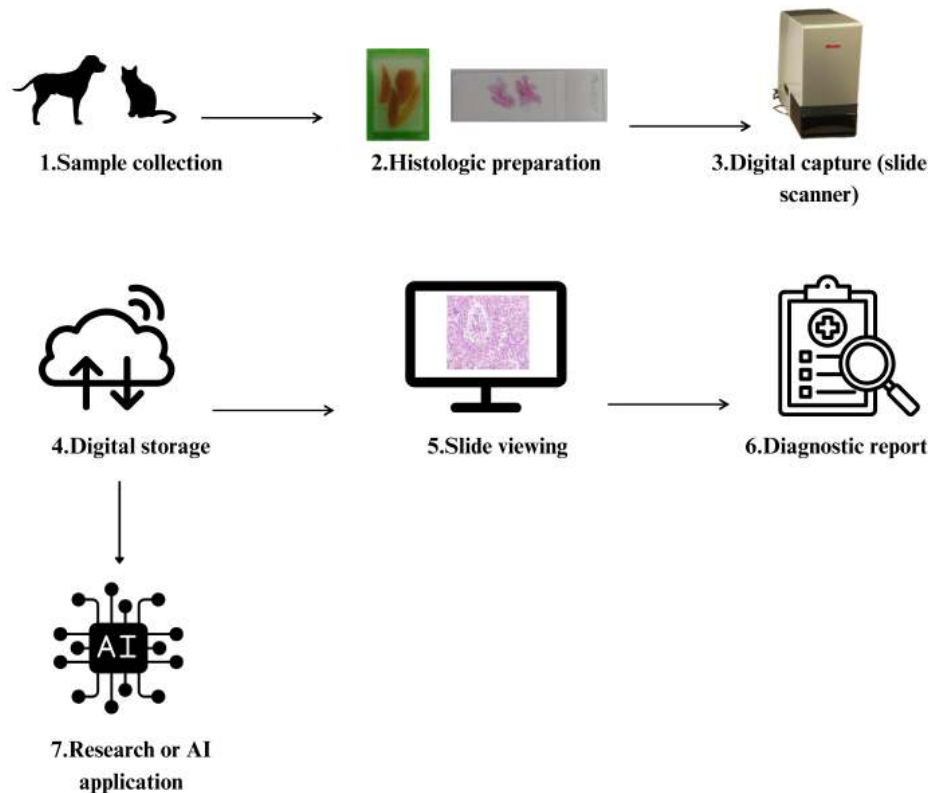 1.Sample collection
2.Histologic preparation
3.Digital capture (slide
scanner)
4.Digital storage
5.Slide viewing
6.Diagnostic report
AI
7.Research or AI
application